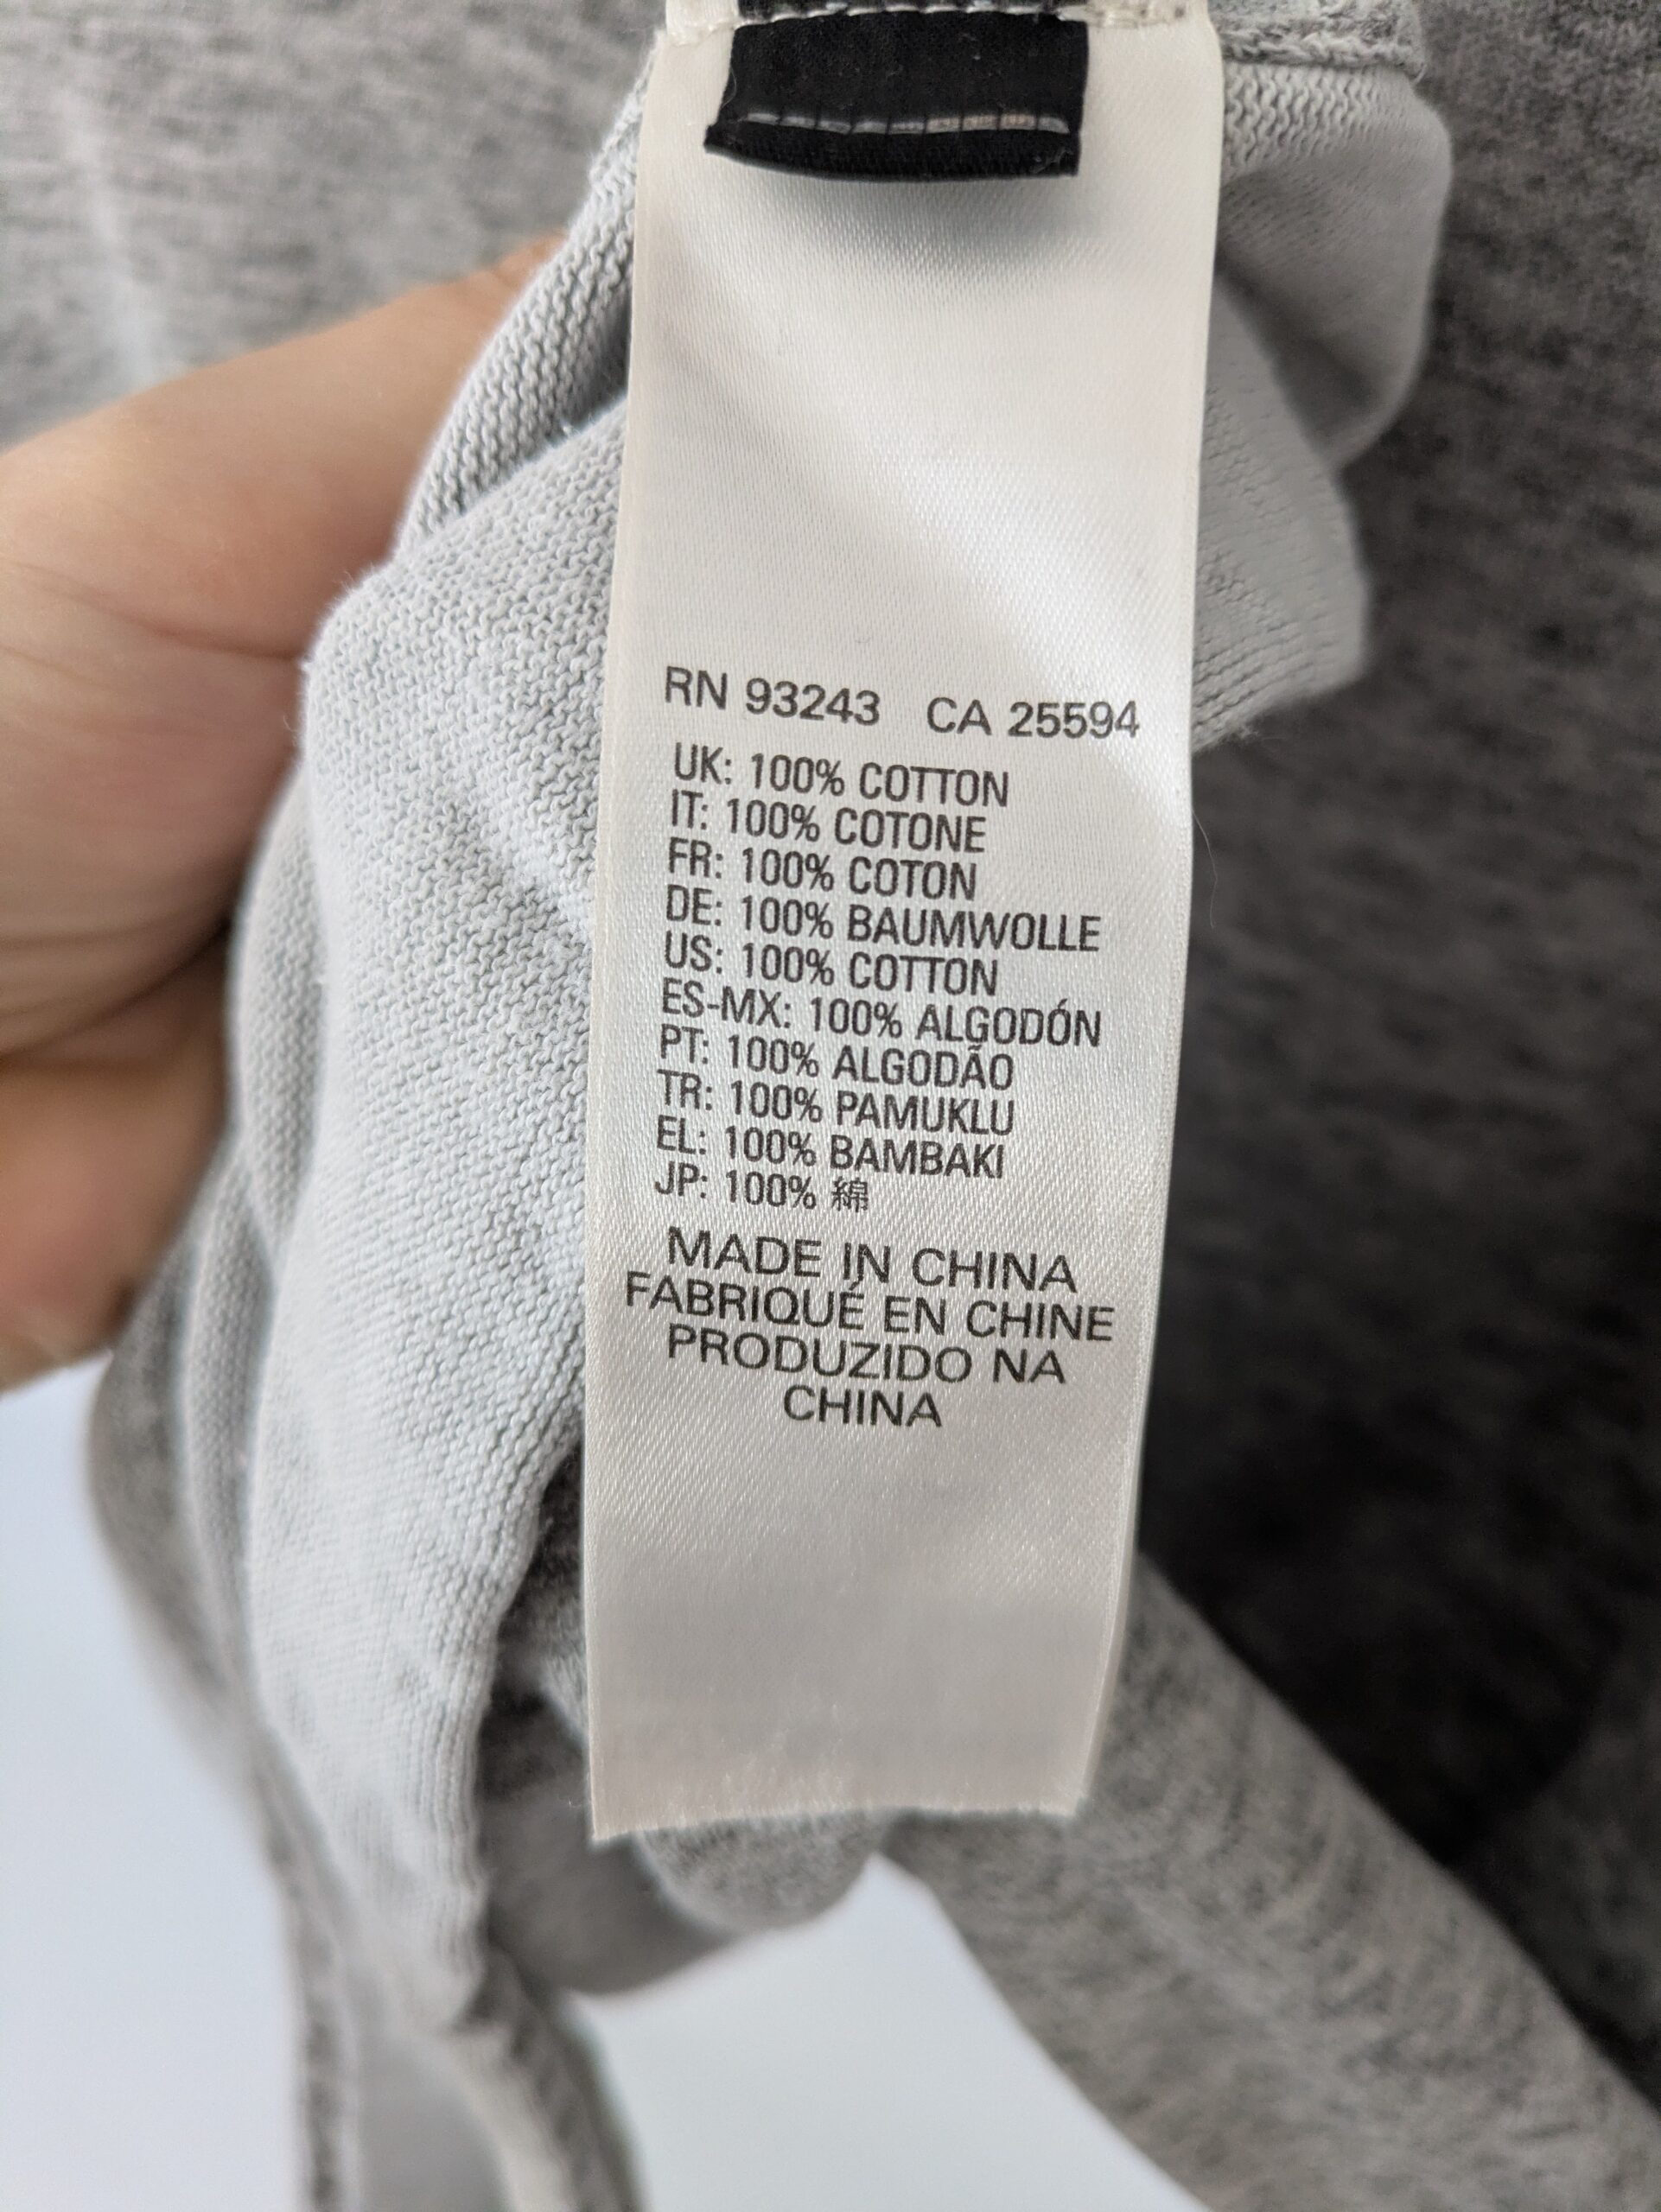 RN 93243 CA 25594
UK: 100% COTTON
IT: 100% COTONE
FR: 100% COTON
DE: 100% BAUMWOLLE
US: 100% COTTON
ES-MX: 100% ALGODÓN
PT: 100% ALGODÃO
TR: 100% PAMUKLU
EL: 100% BAMBAKI
JP: 100% 綿
MADE IN CHINA
FABRIQUÉ EN CHINE
PRODUZIDO NA
CHINA